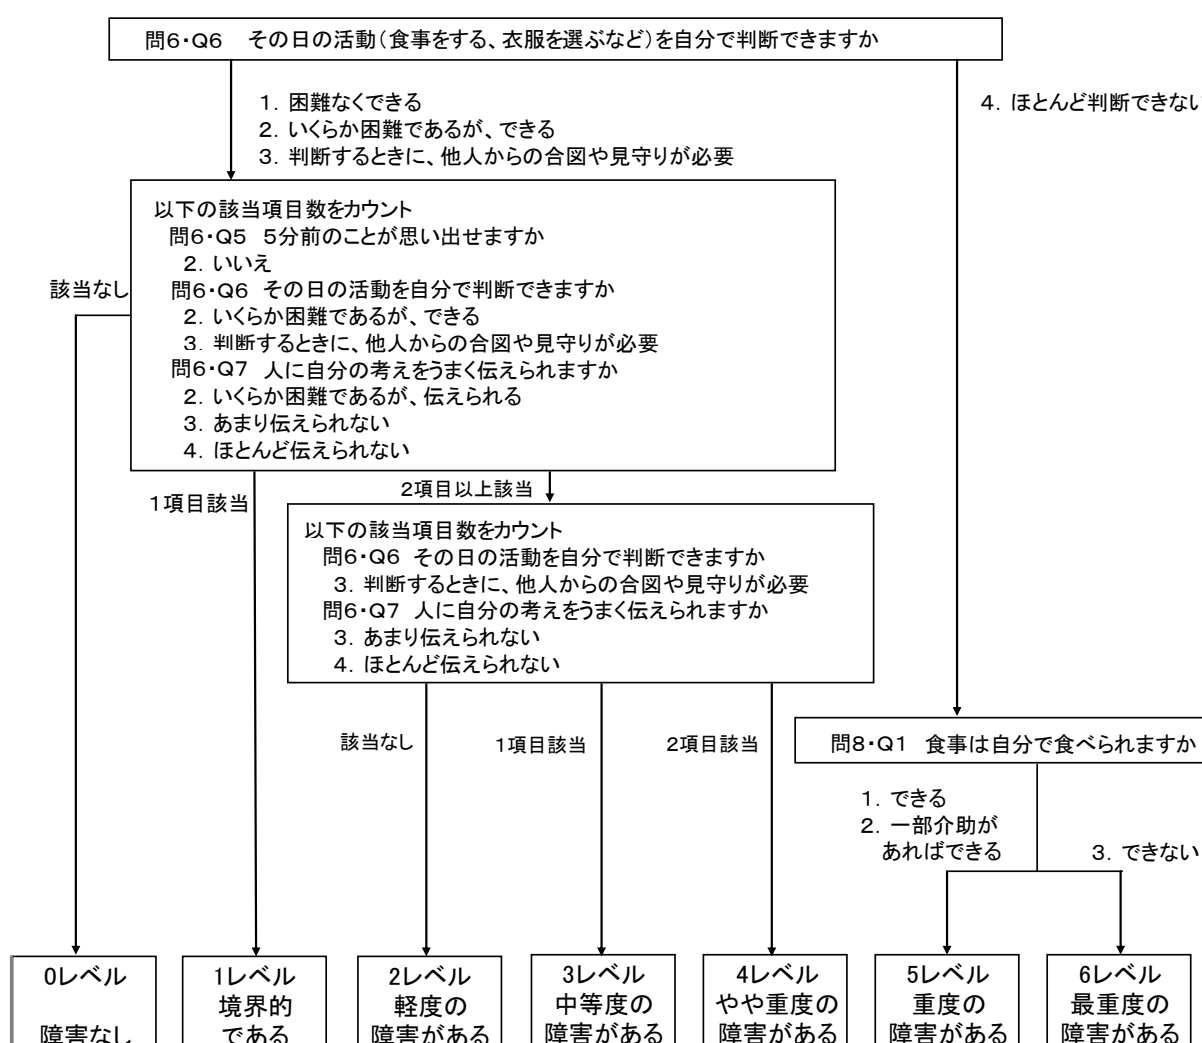 問6・Q6 その日の活動(食事をする、衣服を選ぶなど)を自分で判断できますか
1. 困難なくできる
2. いくらか困難であるが、できる
3. 判断するときに、他人からの合図や見守りが必要
4. ほとんど判断できない
以下の該当項目数をカウント
問6・Q5 5分前のことが思い出せますか
2. いいえ
問6・Q6 その日の活動を自分で判断できますか
2. いくらか困難であるが、できる
3. 判断するときに、他人からの合図や見守りが必要
問6・Q7 人に自分の考えをうまく伝えられますか
2. いくらか困難であるが、伝えられる
3. あまり伝えられない
4. ほとんど伝えられない
該当なし
1項目該当
2項目以上該当
以下の該当項目数をカウント
問6・Q6 その日の活動を自分で判断できますか
3. 判断するときに、他人からの合図や見守りが必要
問6・Q7 人に自分の考えをうまく伝えられますか
3. あまり伝えられない
4. ほとんど伝えられない
該当なし
1項目該当
2項目該当
問8・Q1 食事は自分で食べられますか
1. できる
2. 一部介助が
あればできる
3. できない
0レベル
障害なし
1レベル
境界的
である
2レベル
軽度の
障害がある
3レベル
中等度の
障害がある
4レベル
やや重度の
障害がある
5レベル
重度の
障害がある
6レベル
最重度の
障害がある